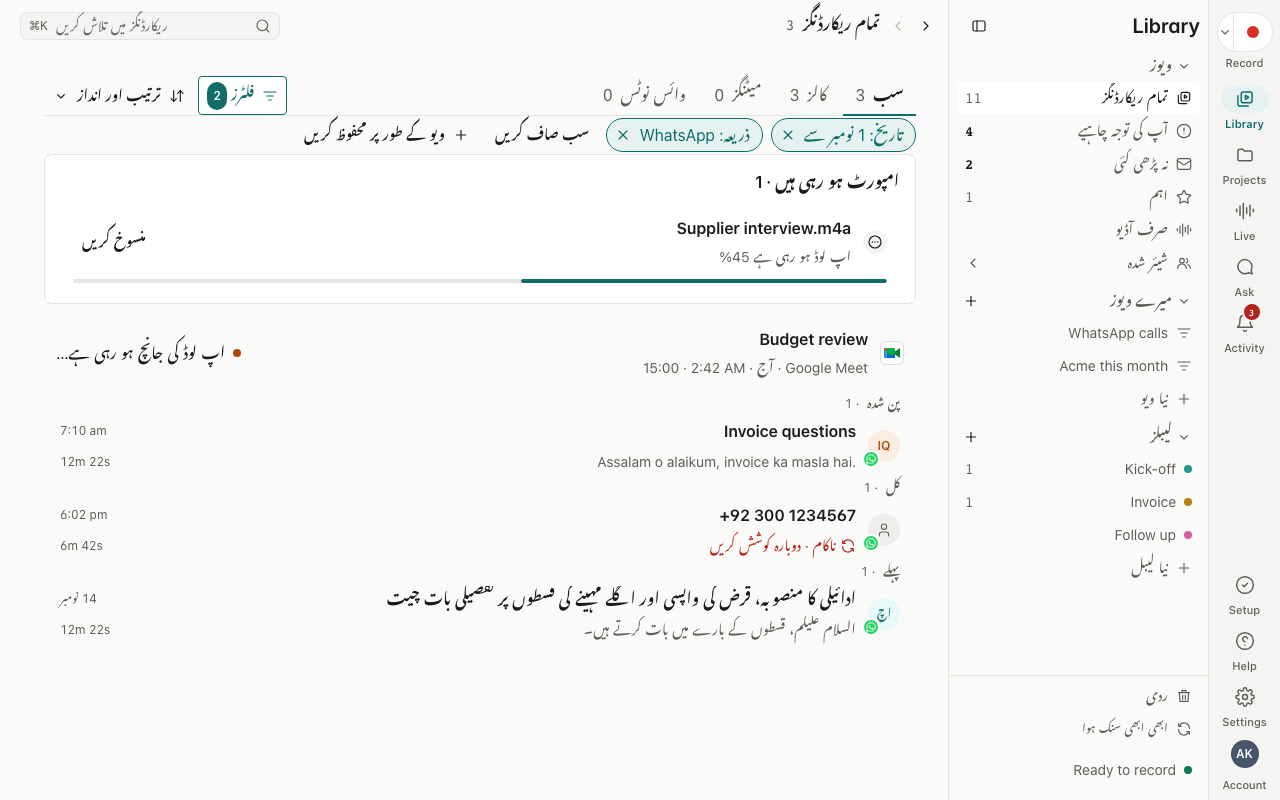 Record
Library
Projects
Live
Ask
3
Activity
Setup
Help
Settings
AK
Account
Library
ویوز
تمام ریکارڈنگز 11
آپ کی توجہ چاہیے 4
نہ پڑھی گئی 2
اہم 1
صرف آڈیو
شیئر شدہ
میرے ویوز
WhatsApp calls
Acme this month
نیا ویو
لیبلز
Kick-off 1
Invoice 1
Follow up
نیا لیبل
ردی
ابھی ابھی سنک ہوا
Ready to record
تمام ریکارڈنگز 3
ریکارڈنگز میں تلاش کریں ⌘K
سب 3 کالز 3 میٹنگز 0 وائس نوٹس 0
فلٹرز 2
ترتیب اور انداز
تاریخ: 1 نومبر سے
ذریعہ: WhatsApp
سب صاف کریں
ویو کے طور پر محفوظ کریں
امپورٹ ہو رہی ہیں · 1
Supplier interview.m4a
اپ لوڈ ہو رہی ہے 45%
منسوخ کریں
Budget review
Google Meet · آج · 2:42 AM · 15:00
اپ لوڈ کی جانچ ہو رہی ہے...
پن شدہ · 1
IQ
Invoice questions
7:10 am
Assalam o alaikum, invoice ka masla hai.
12m 22s
کل · 1
+92 300 1234567
6:02 pm
ناکام · دوبارہ کوشش کریں
6m 42s
پہلے · 1
اچ
ادائیگی کا منصوبہ، قرض کی واپسی اور اگلے مہینے کی قسطوں پر تفصیلی بات چیت
14 نومبر
السلام علیکم، قسطوں کے بارے میں بات کرتے ہیں۔
12m 22s